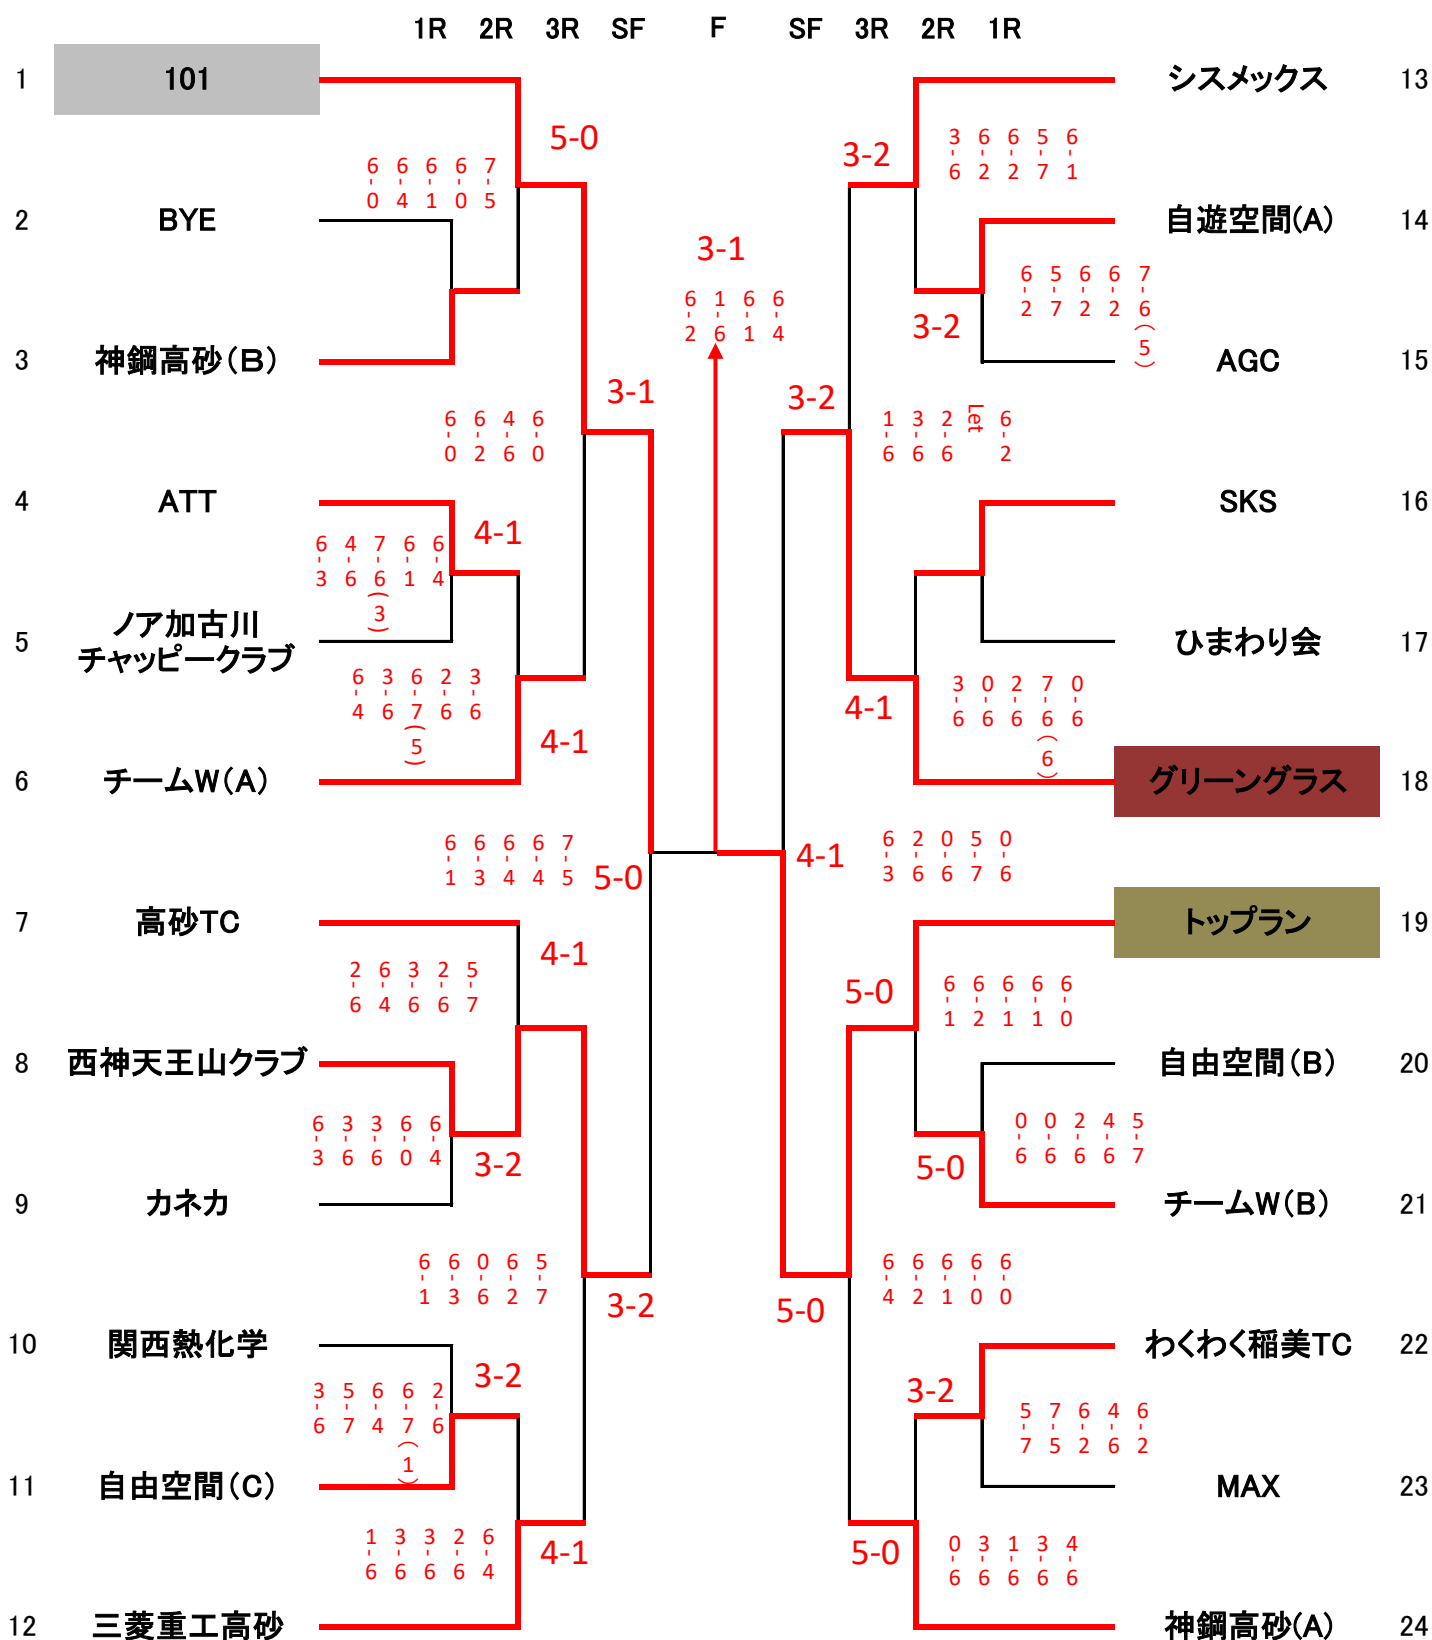 1R 2R 3R SF F SF 3R 2R 1R
1 101
5-0
6-0 6-4 6-1 6-0 7-5
2 BYE
3 神鋼高砂(B)
3-1
6-0 6-2 4-6 6-0
4 ATT
4-1
6-3 4-6 7-6(3) 6-1 6-4
5 ノア加古川
チャッピークラブ
6-4 3-6 6-7(5) 2-6 3-6
4-1
6 チームW(A)
6-1 6-3 6-4 6-4 7-5
5-0
7 高砂TC
4-1
2-6 6-4 3-6 2-6 5-7
8 西神天王山クラブ
6-3 3-6 3-6 6-0 6-4
3-2
9 カネカ
6-1 6-3 0-6 6-2 5-7
3-2
10 関西熱化学
3-2
3-6 5-7 6-4 6-7(1) 2-6
11 自由空間(C)
1-6 3-6 3-6 2-6 6-4
4-1
12 三菱重工高砂
3-1
6-2 1-6 6-1 6-4
シスメックス 13
3-2
3-6 6-2 6-2 5-7 6-1
自遊空間(A) 14
6-2 5-7 6-2 6-2 7-6(5)
3-2
AGC 15
3-2
1-6 3-6 2-6 Let 6-2
SKS 16
ひまわり会 17
3-6 0-6 2-6 7-6(6) 0-6
4-1
グリーングラス 18
4-1
6-3 2-6 0-6 5-7 0-6
トップラン 19
5-0
6-1 6-2 6-1 6-1 6-0
自由空間(B) 20
0-6 0-6 2-6 4-6 5-7
5-0
チームW(B) 21
6-4 6-2 6-1 6-0 6-0
5-0
わくわく稲美TC 22
3-2
5-7 7-5 6-2 4-6 6-2
MAX 23
5-0
0-6 3-6 1-6 3-6 4-6
神鋼高砂(A) 24